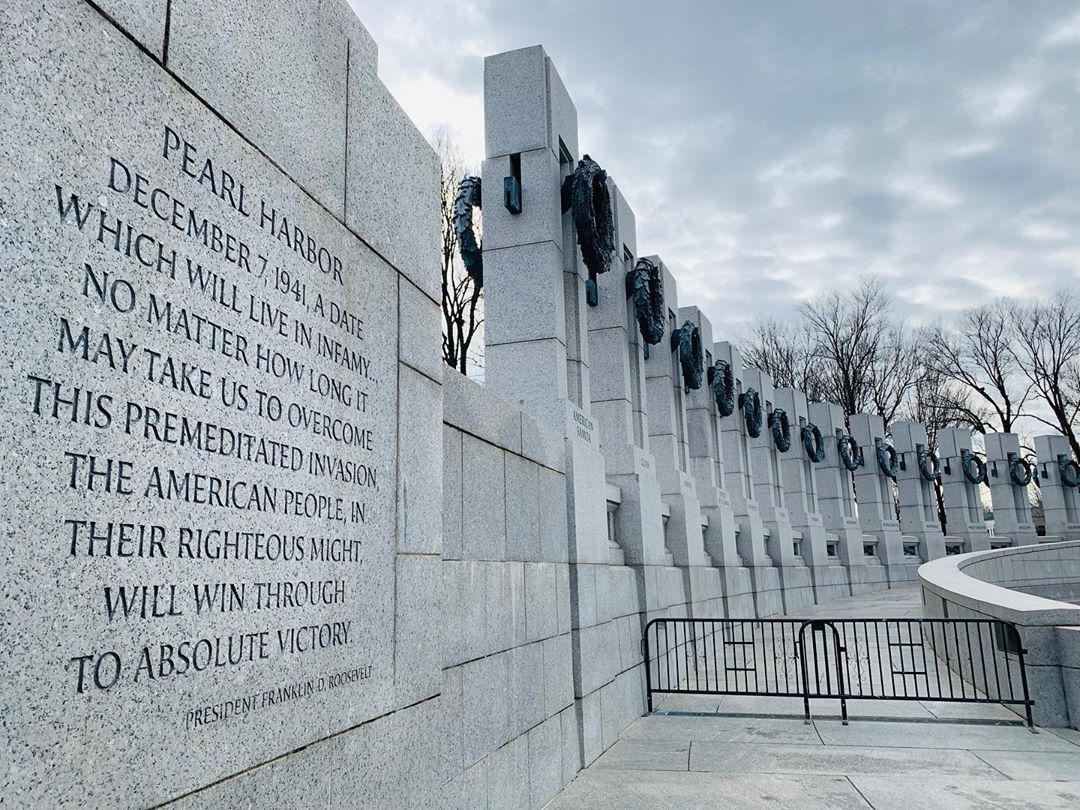 PEARL HARBOR
DECEMBER 7, 1941, A DATE
WHICH WILL LIVE IN INFAMY...
NO MATTER HOW LONG IT
MAY TAKE US TO OVERCOME
THIS PREMEDITATED INVASION,
THE AMERICAN PEOPLE, IN
THEIR RIGHTEOUS MIGHT,
WILL WIN THROUGH
TO ABSOLUTE VICTORY.
PRESIDENT FRANKLIN D. ROOSEVELT
AMERICAN
SAMOA